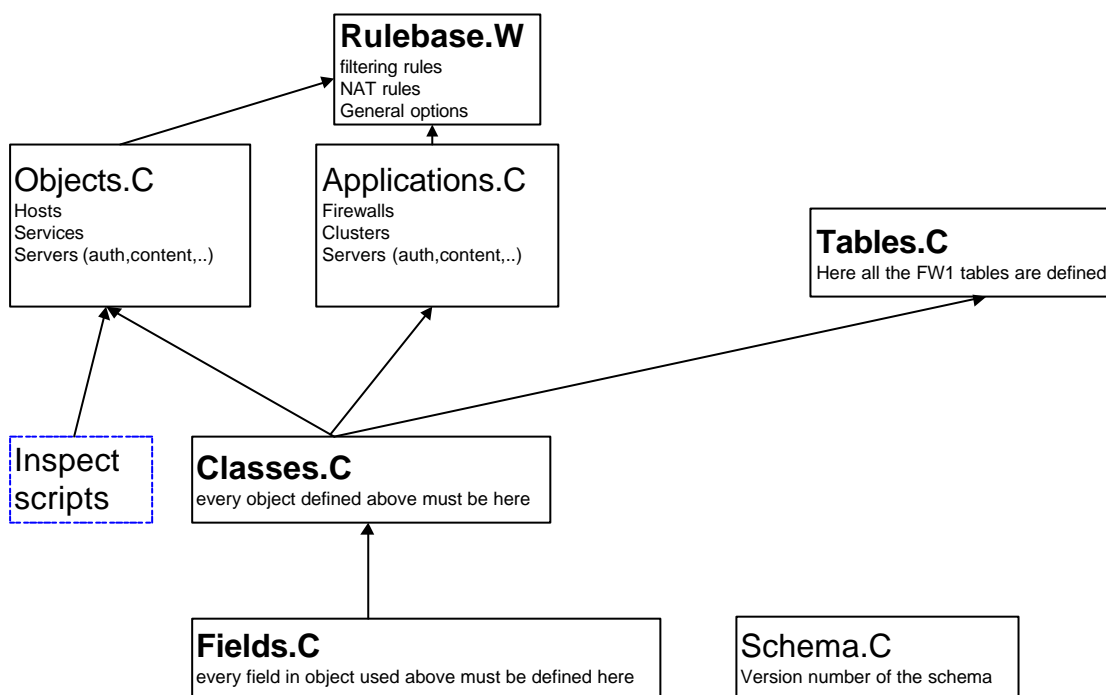 Rulebase.W
filtering rules
NAT rules
General options
Objects.C
Hosts
Services
Servers (auth,content,..)
Applications.C
Firewalls
Clusters
Servers (auth,content,..)
Tables.C
Here all the FW1 tables are defined
Inspect
scripts
Classes.C
every object defined above must be here
Fields.C
every field in object used above must be defined here
Schema.C
Version number of the schema